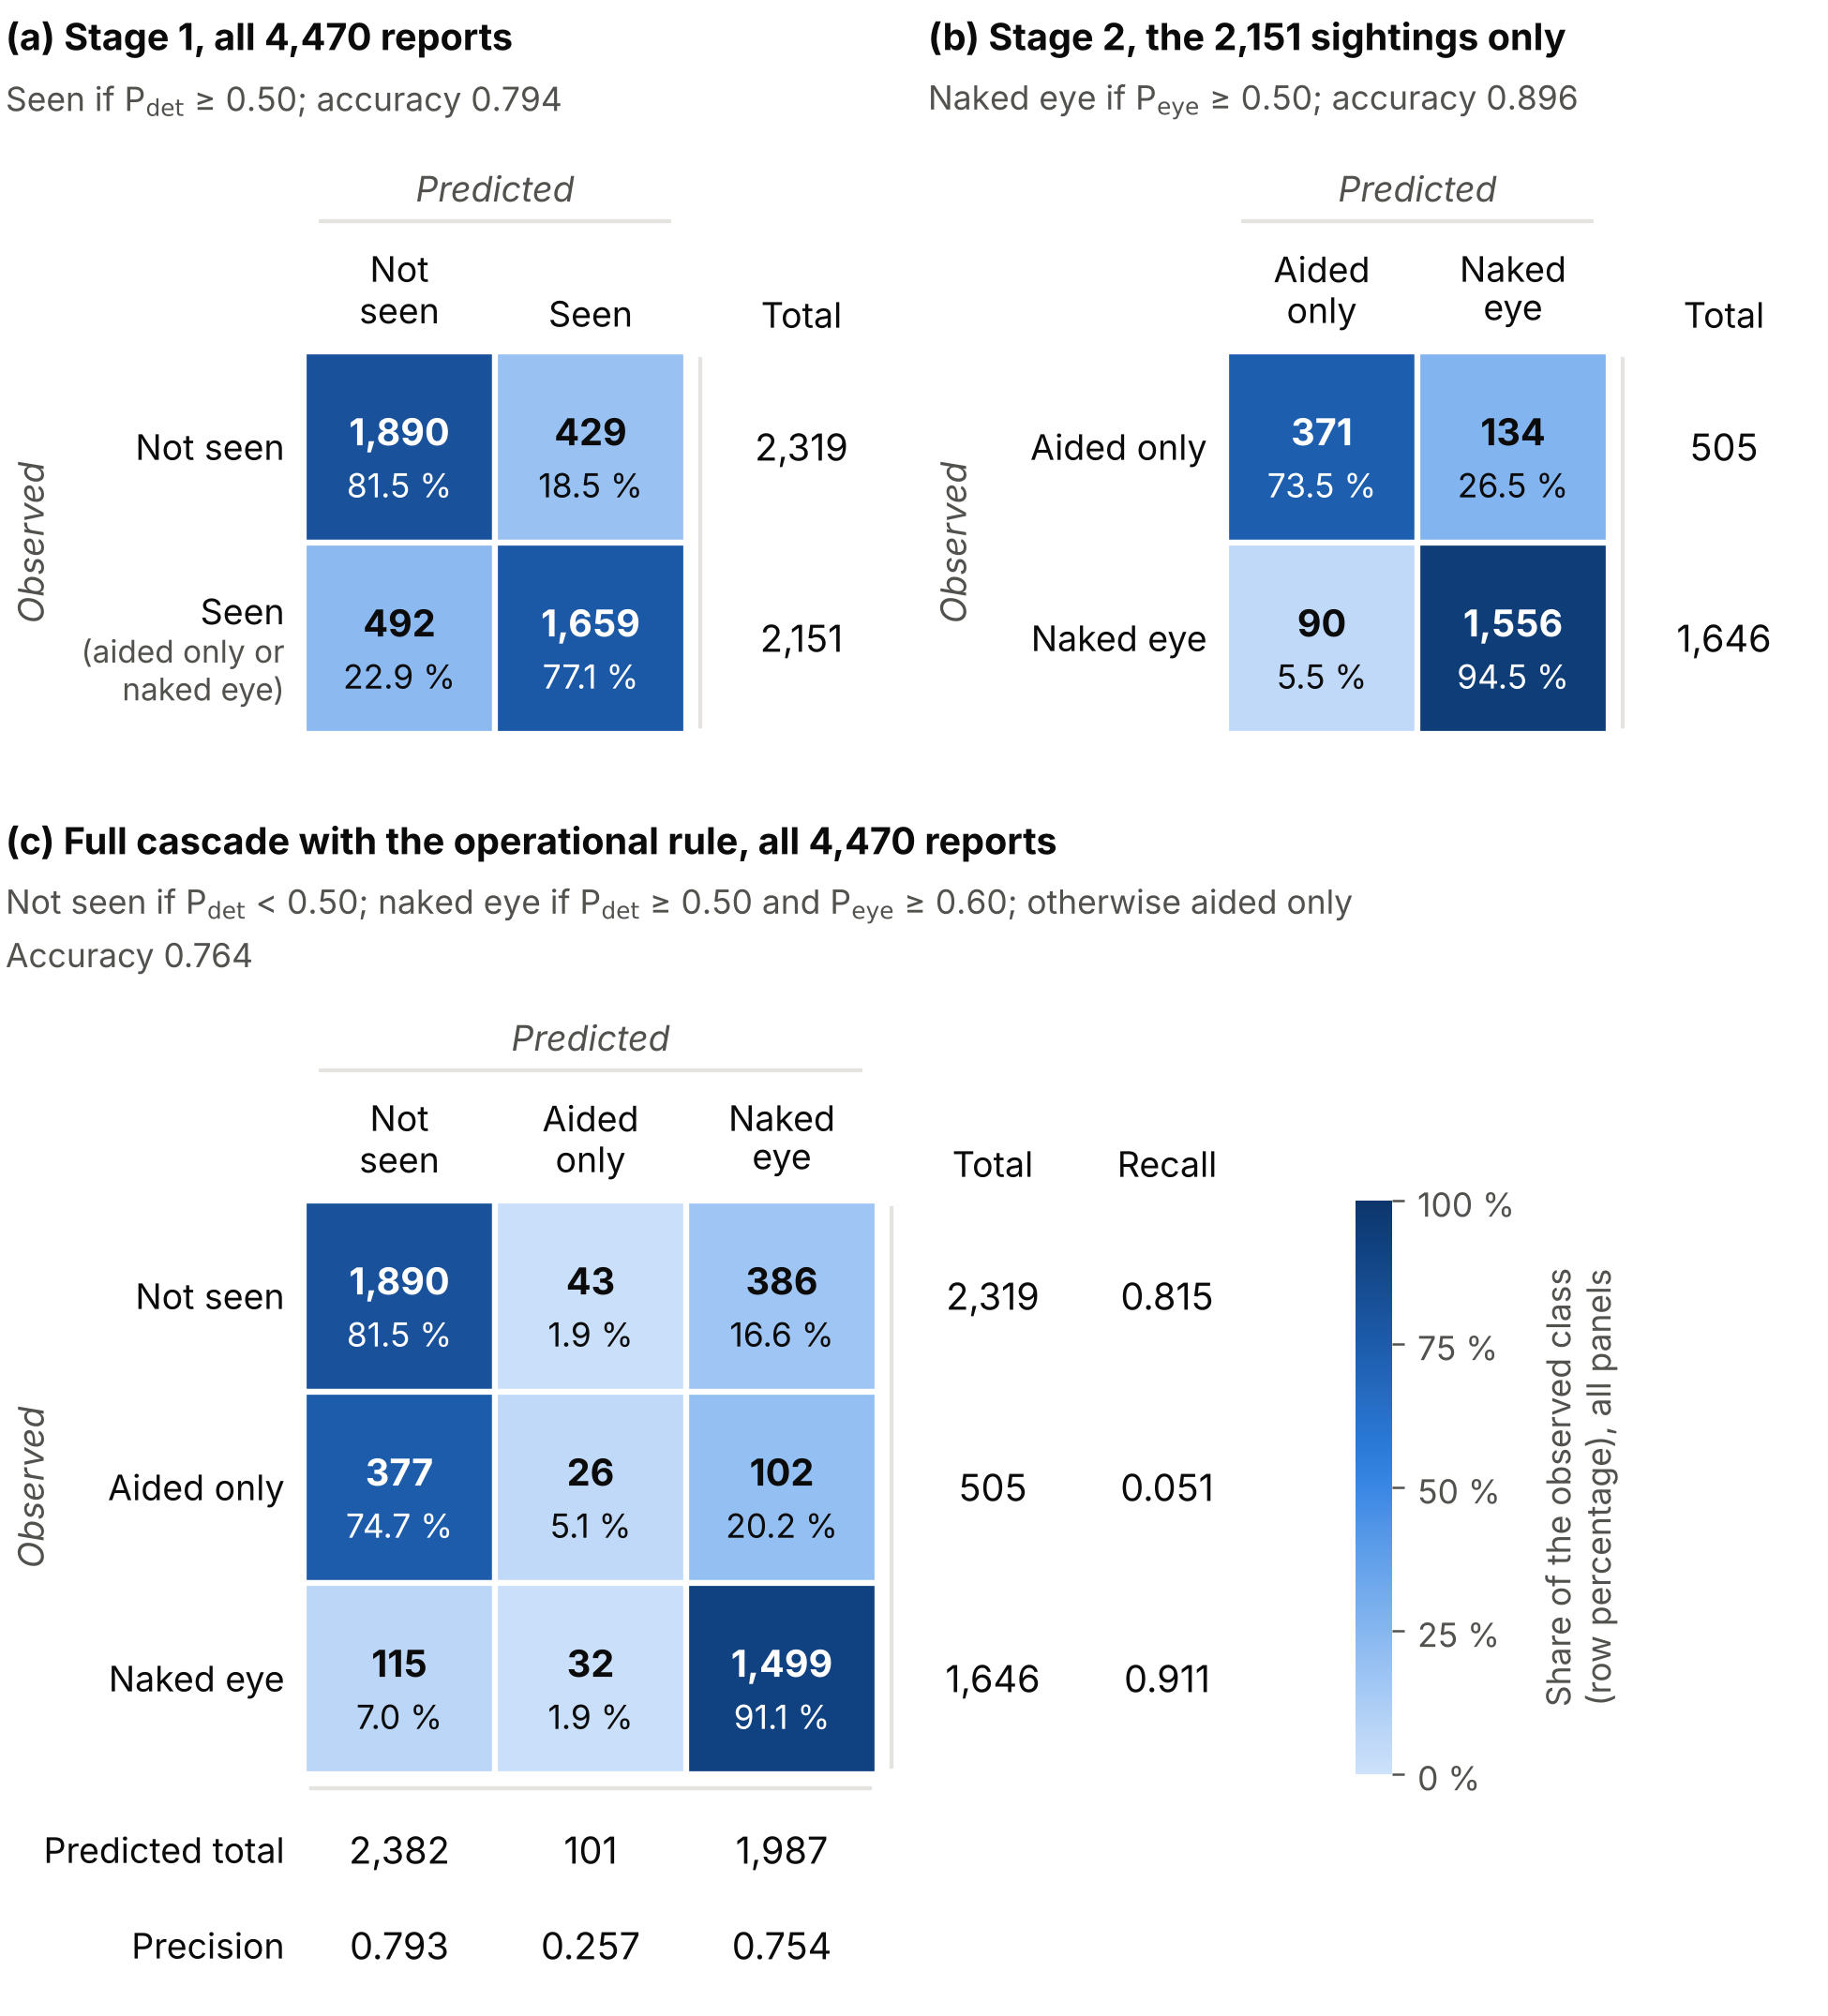 (a) Stage 1, all 4,470 reports
Seen if Pdet ≥ 0.50; accuracy 0.794
Predicted
Not seen
Seen
Total
Observed
Not seen
1,890
81.5 %
429
18.5 %
2,319
Seen
(aided only or
naked eye)
492
22.9 %
1,659
77.1 %
2,151
(b) Stage 2, the 2,151 sightings only
Naked eye if Peye ≥ 0.50; accuracy 0.896
Predicted
Aided only
Naked eye
Total
Observed
Aided only
371
73.5 %
134
26.5 %
505
Naked eye
90
5.5 %
1,556
94.5 %
1,646
(c) Full cascade with the operational rule, all 4,470 reports
Not seen if Pdet < 0.50; naked eye if Pdet ≥ 0.50 and Peye ≥ 0.60; otherwise aided only
Accuracy 0.764
Predicted
Not seen
Aided only
Naked eye
Total
Recall
Observed
Not seen
1,890
81.5 %
43
1.9 %
386
16.6 %
2,319
0.815
Aided only
377
74.7 %
26
5.1 %
102
20.2 %
505
0.051
Naked eye
115
7.0 %
32
1.9 %
1,499
91.1 %
1,646
0.911
Predicted total
2,382
101
1,987
Precision
0.793
0.257
0.754
100 %
75 %
50 %
25 %
0 %
Share of the observed class
(row percentage), all panels